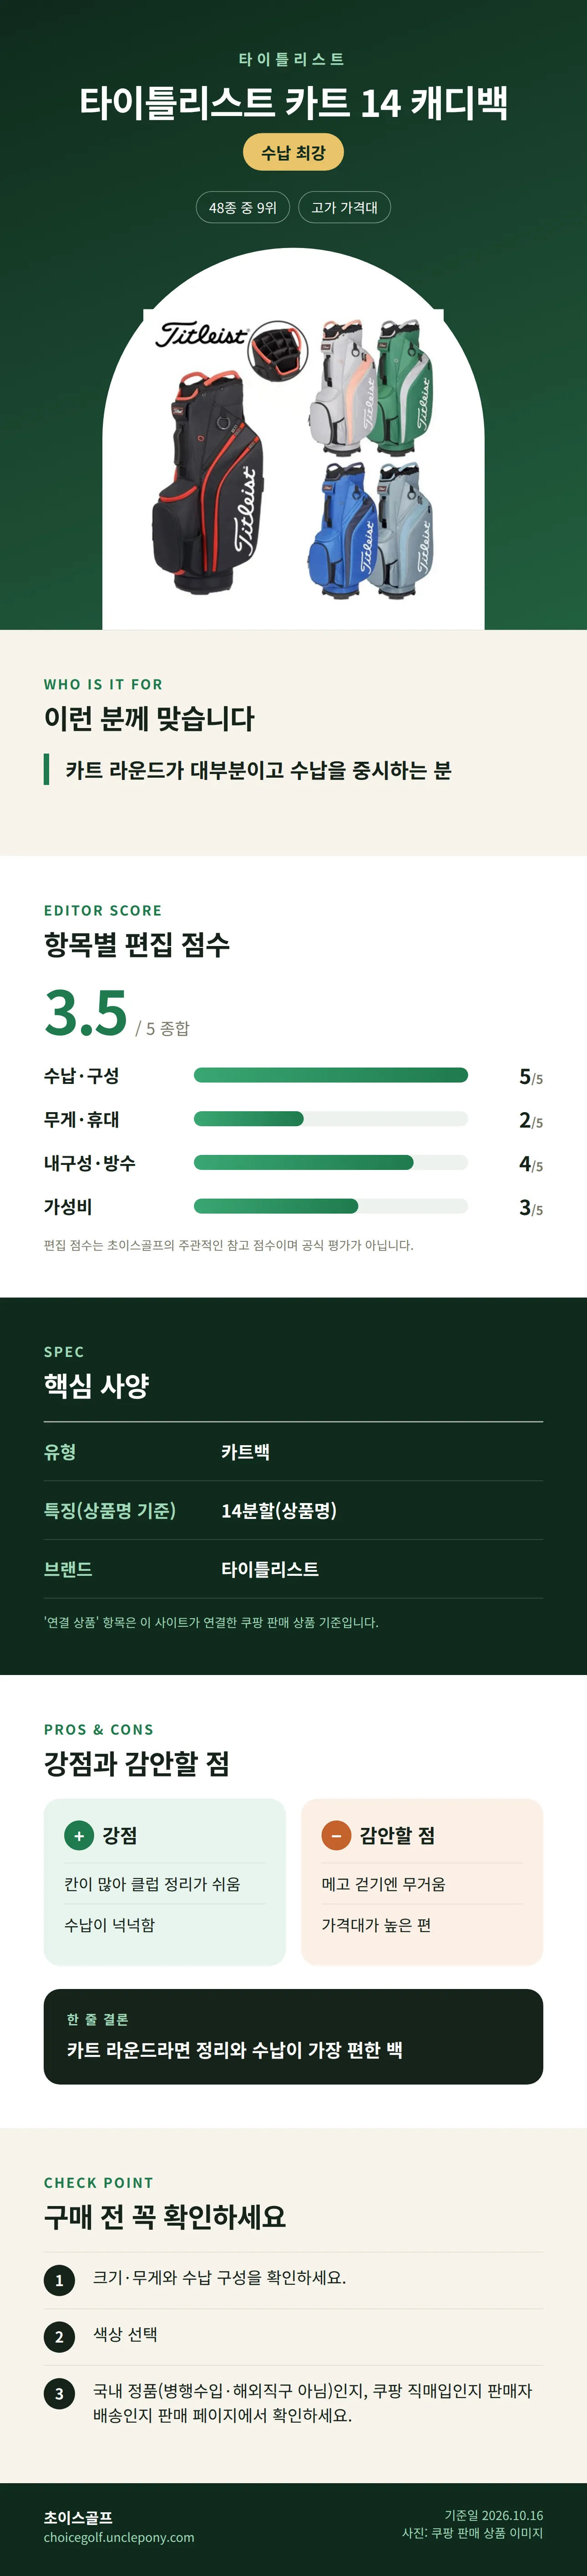 타이틀리스트
타이틀리스트 카트 14 캐디백
수납 최강
48종 중 9위
고가 가격대
Titleist
Titleist
Titleist
Titleist
Titleist
Titleist
WHO IS IT FOR
이런 분께 맞습니다
카트 라운드가 대부분이고 수납을 중시하는 분
EDITOR SCORE
항목별 편집 점수
3.5 / 5 종합
수납·구성 5/5
무게·휴대 2/5
내구성·방수 4/5
가성비 3/5
편집 점수는 초이스골프의 주관적인 참고 점수이며 공식 평가가 아닙니다.
SPEC
핵심 사양
유형 카트백
특징(상품명 기준) 14분할(상품명)
브랜드 타이틀리스트
'연결 상품' 항목은 이 사이트가 연결한 쿠팡 판매 상품 기준입니다.
PROS & CONS
강점과 감안할 점
+ 강점
칸이 많아 클럽 정리가 쉬움
수납이 넉넉함
− 감안할 점
메고 걷기엔 무거움
가격대가 높은 편
한 줄 결론
카트 라운드라면 정리와 수납이 가장 편한 백
CHECK POINT
구매 전 꼭 확인하세요
1 크기·무게와 수납 구성을 확인하세요.
2 색상 선택
3 국내 정품(병행수입·해외직구 아님)인지, 쿠팡 직매입인지 판매자
배송인지 판매 페이지에서 확인하세요.
초이스골프
choicegolf.unclepony.com
기준일 2026.10.16
사진: 쿠팡 판매 상품 이미지